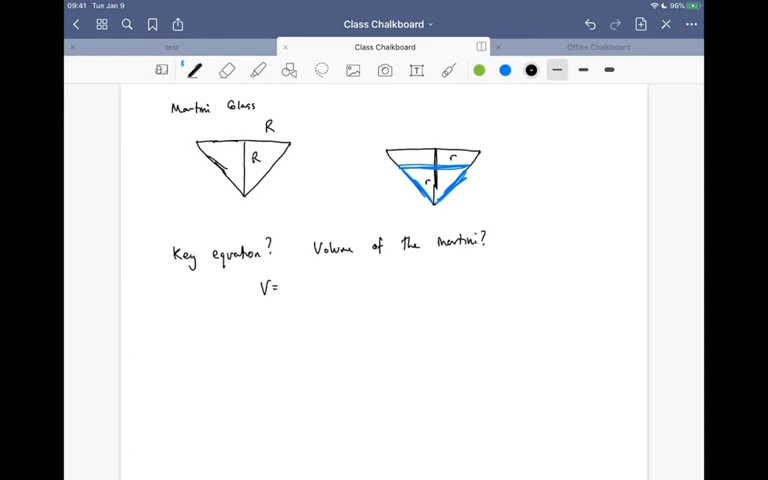 09:41 Tue Jan 9
96%
Class Chalkboard
test
Class Chalkboard
Office Chalkboard
T
Martini Glass
R
R
r
r
Key equation? Volume of the martini?
V=